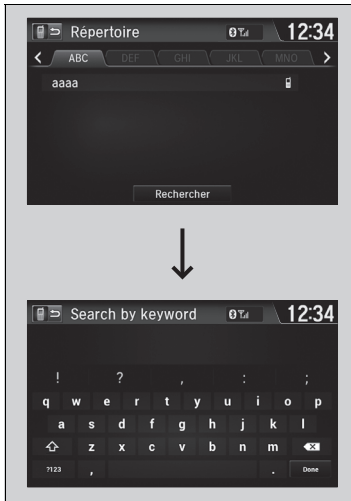 Répertoire 12:34
ABC DEF GHI JKL MNO
aaaa
Rechercher
Search by keyword 12:34
! ? , : ;
q w e r t y u i o p
a s d f g h j k l
z x c v b n m
?123 , . Done